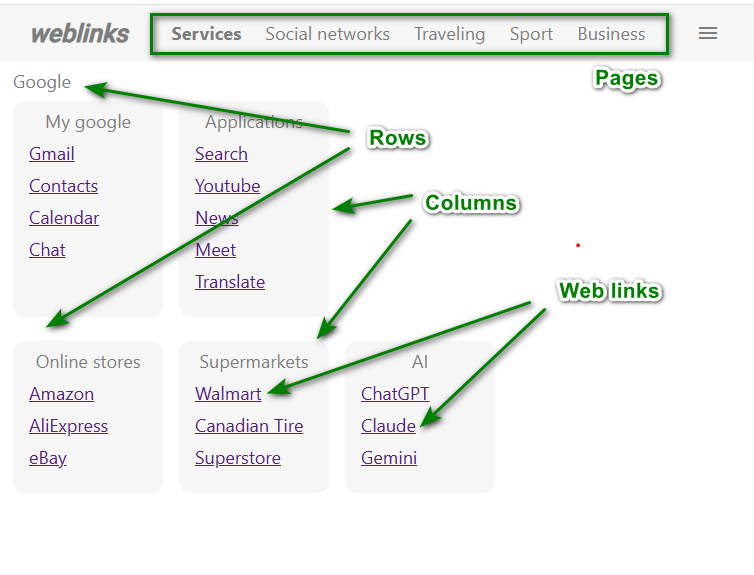 weblinks Services Social networks Traveling Sport Business
Pages
Google
Rows
My google
Gmail
Contacts
Calendar
Chat
Applications
Search
Youtube
News
Meet
Translate
Columns
Web links
Online stores
Amazon
AliExpress
eBay
Supermarkets
Walmart
Canadian Tire
Superstore
AI
ChatGPT
Claude
Gemini